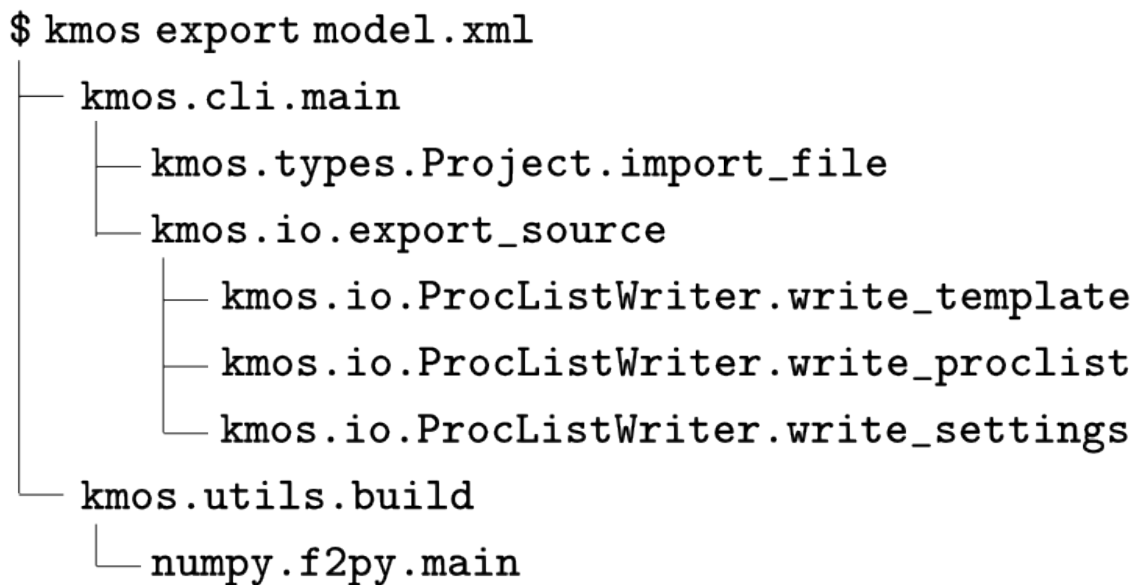 $ kmos export model.xml
kmos.cli.main
kmos.types.Project.import_file
kmos.io.export_source
kmos.io.ProcListWriter.write_template
kmos.io.ProcListWriter.write_proclist
kmos.io.ProcListWriter.write_settings
kmos.utils.build
numpy.f2py.main